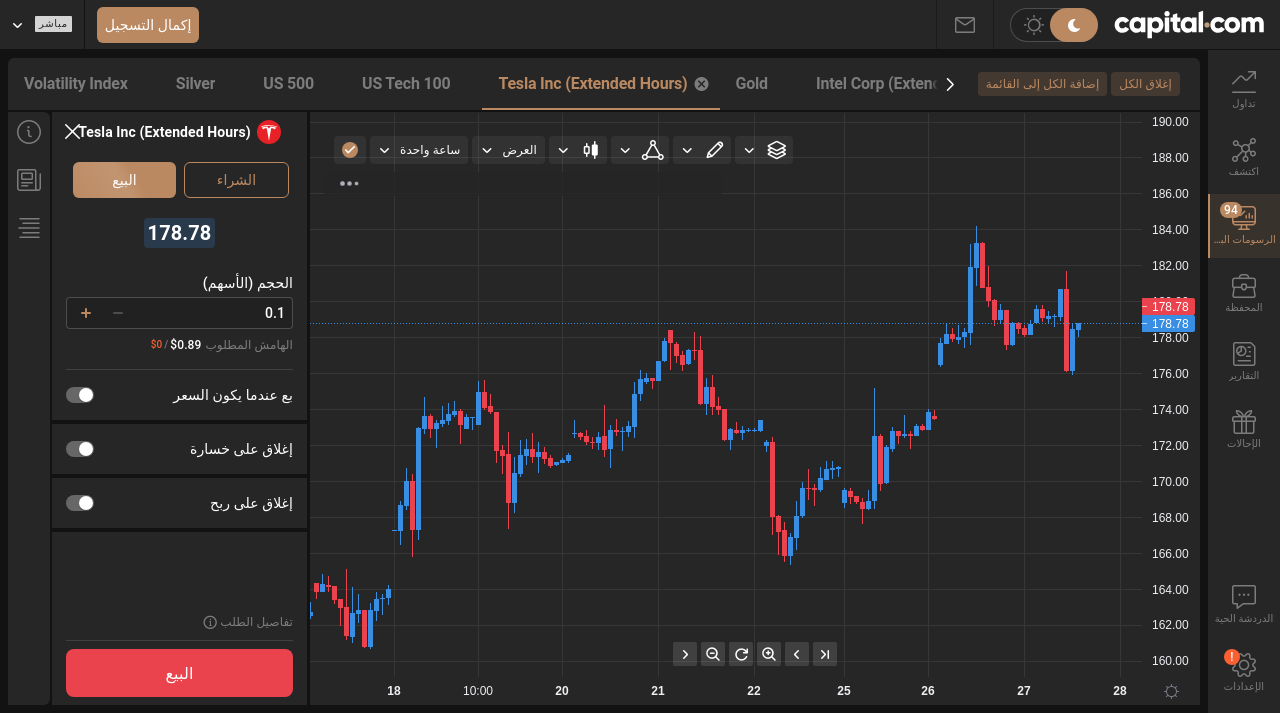 مباشر
إكمال التسجيل
capital.com
Volatility Index
Silver
US 500
US Tech 100
Tesla Inc (Extended Hours)
Gold
Intel Corp (Extenc
إضافة الكل إلى القائمة
إغلاق الكل
Tesla Inc (Extended Hours)
البيع
الشراء
178.78
الحجم (الأسهم)
+
−
0.1
الهامش المطلوب $0.89 / $0
بع عندما يكون السعر
إغلاق على خسارة
إغلاق على ربح
تفاصيل الطلب
البيع
ساعة واحدة
العرض
190.00
188.00
186.00
184.00
182.00
178.78
178.78
178.00
176.00
174.00
172.00
170.00
168.00
166.00
164.00
162.00
160.00
18
10:00
20
21
22
25
26
27
28
تداول
اكتشف
94
الرسومات الب...
المحفظة
التقارير
الإحالات
الدردشة الحية
!
الإعدادات